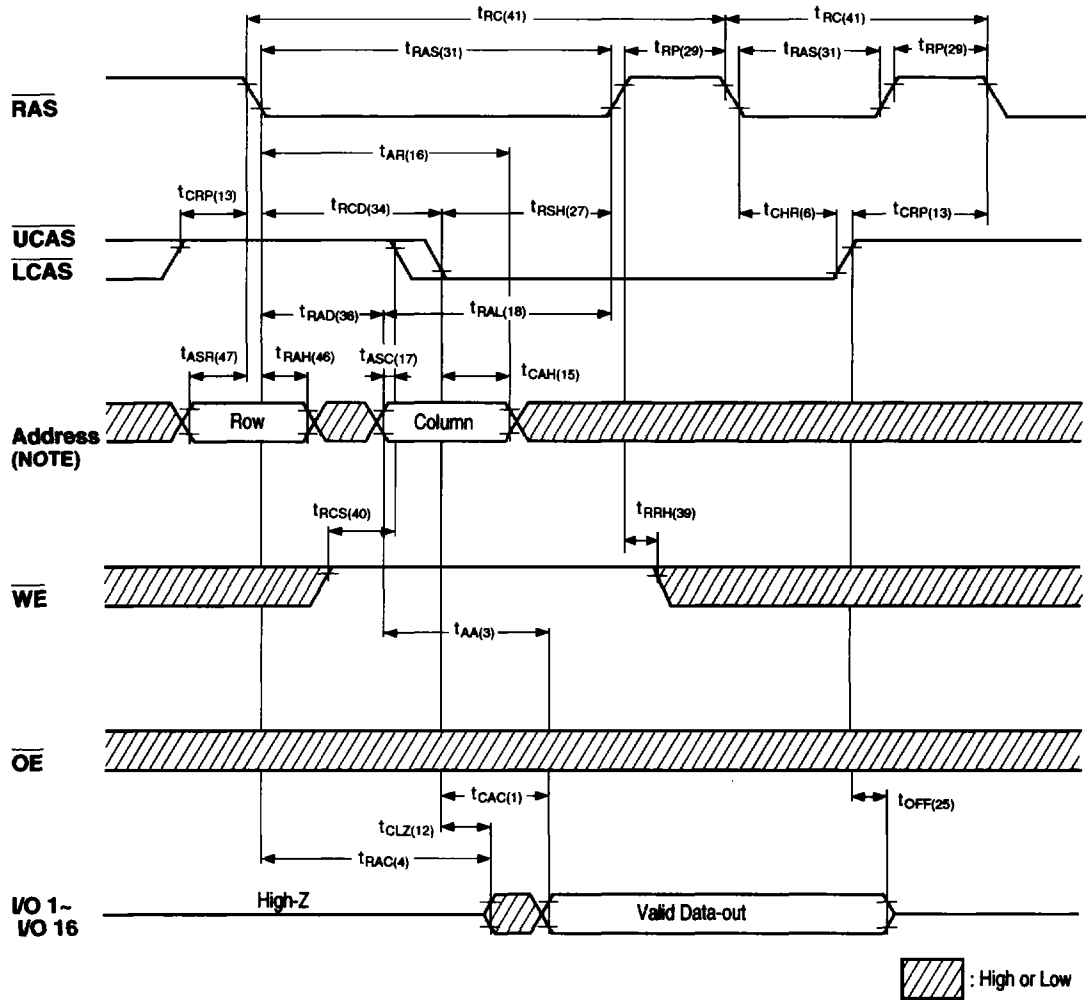 tRC(41) tRC(41)
tRAS(31) tRP(29) tRAS(31) tRP(29)
RAS
tAR(16)
tCRP(13) tRCD(34) tRSH(27) tCHR(6) tCRP(13)
UCAS
LCAS
tRAD(36) tRAL(18)
tASR(47) tRAH(46) tASC(17) tCAH(15)
Row Column
Address
(NOTE)
tRCS(40) tRRH(39)
WE
tAA(3)
OE
tCAC(1) tOFF(25)
tCLZ(12)
tRAC(4)
I/O 1~
I/O 16
High-Z Valid Data-out
: High or Low